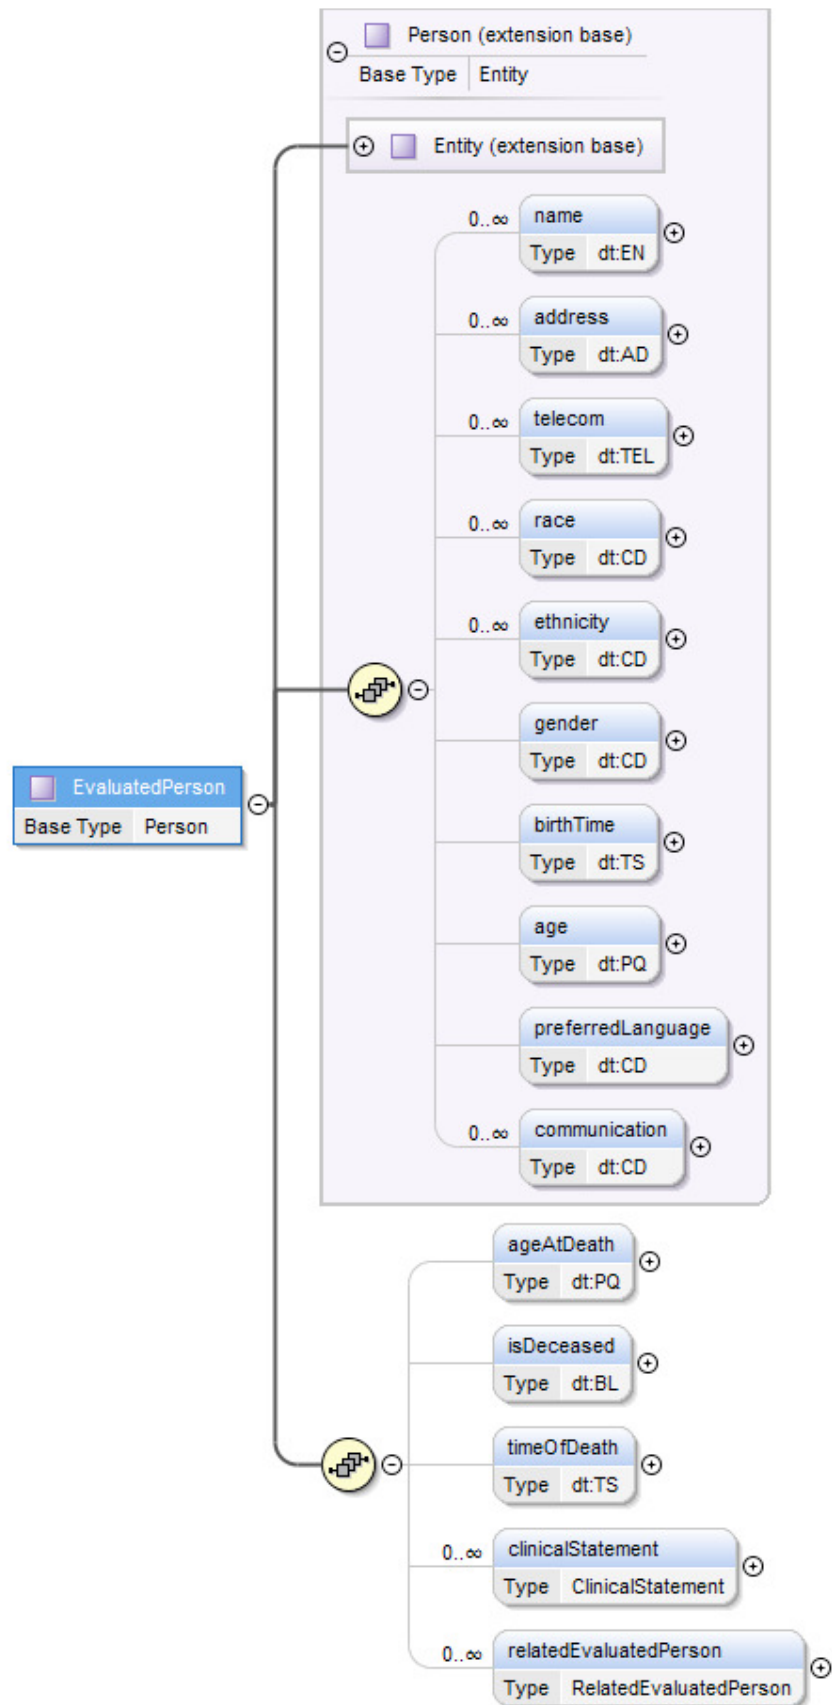 Person (extension base)
Base Type Entity
Entity (extension base)
0..∞ name
Type dt:EN
0..∞ address
Type dt:AD
0..∞ telecom
Type dt:TEL
0..∞ race
Type dt:CD
0..∞ ethnicity
Type dt:CD
gender
Type dt:CD
EvaluatedPerson
Base Type Person
birthTime
Type dt:TS
age
Type dt:PQ
preferredLanguage
Type dt:CD
0..∞ communication
Type dt:CD
ageAtDeath
Type dt:PQ
isDeceased
Type dt:BL
timeOfDeath
Type dt:TS
0..∞ clinicalStatement
Type ClinicalStatement
0..∞ relatedEvaluatedPerson
Type RelatedEvaluatedPerson